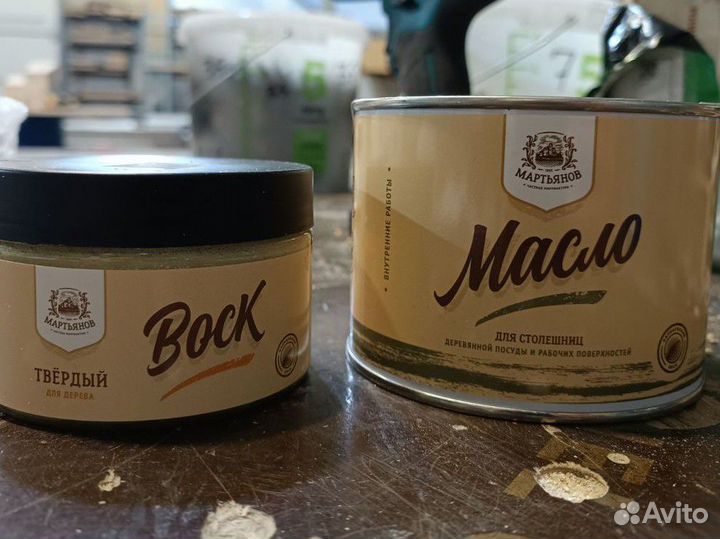 МАРТЬЯНОВ
Воск
ТВЁРДЫЙ
ДЛЯ ДЕРЕВА
МАРТЬЯНОВ
ВНУТРЕННИЕ РАБОТЫ
Масло
ДЛЯ СТОЛЕШНИЦ
ДЕРЕВЯННОЙ ПОСУДЫ И РАБОЧИХ ПОВЕРХНОСТЕЙ
Avito